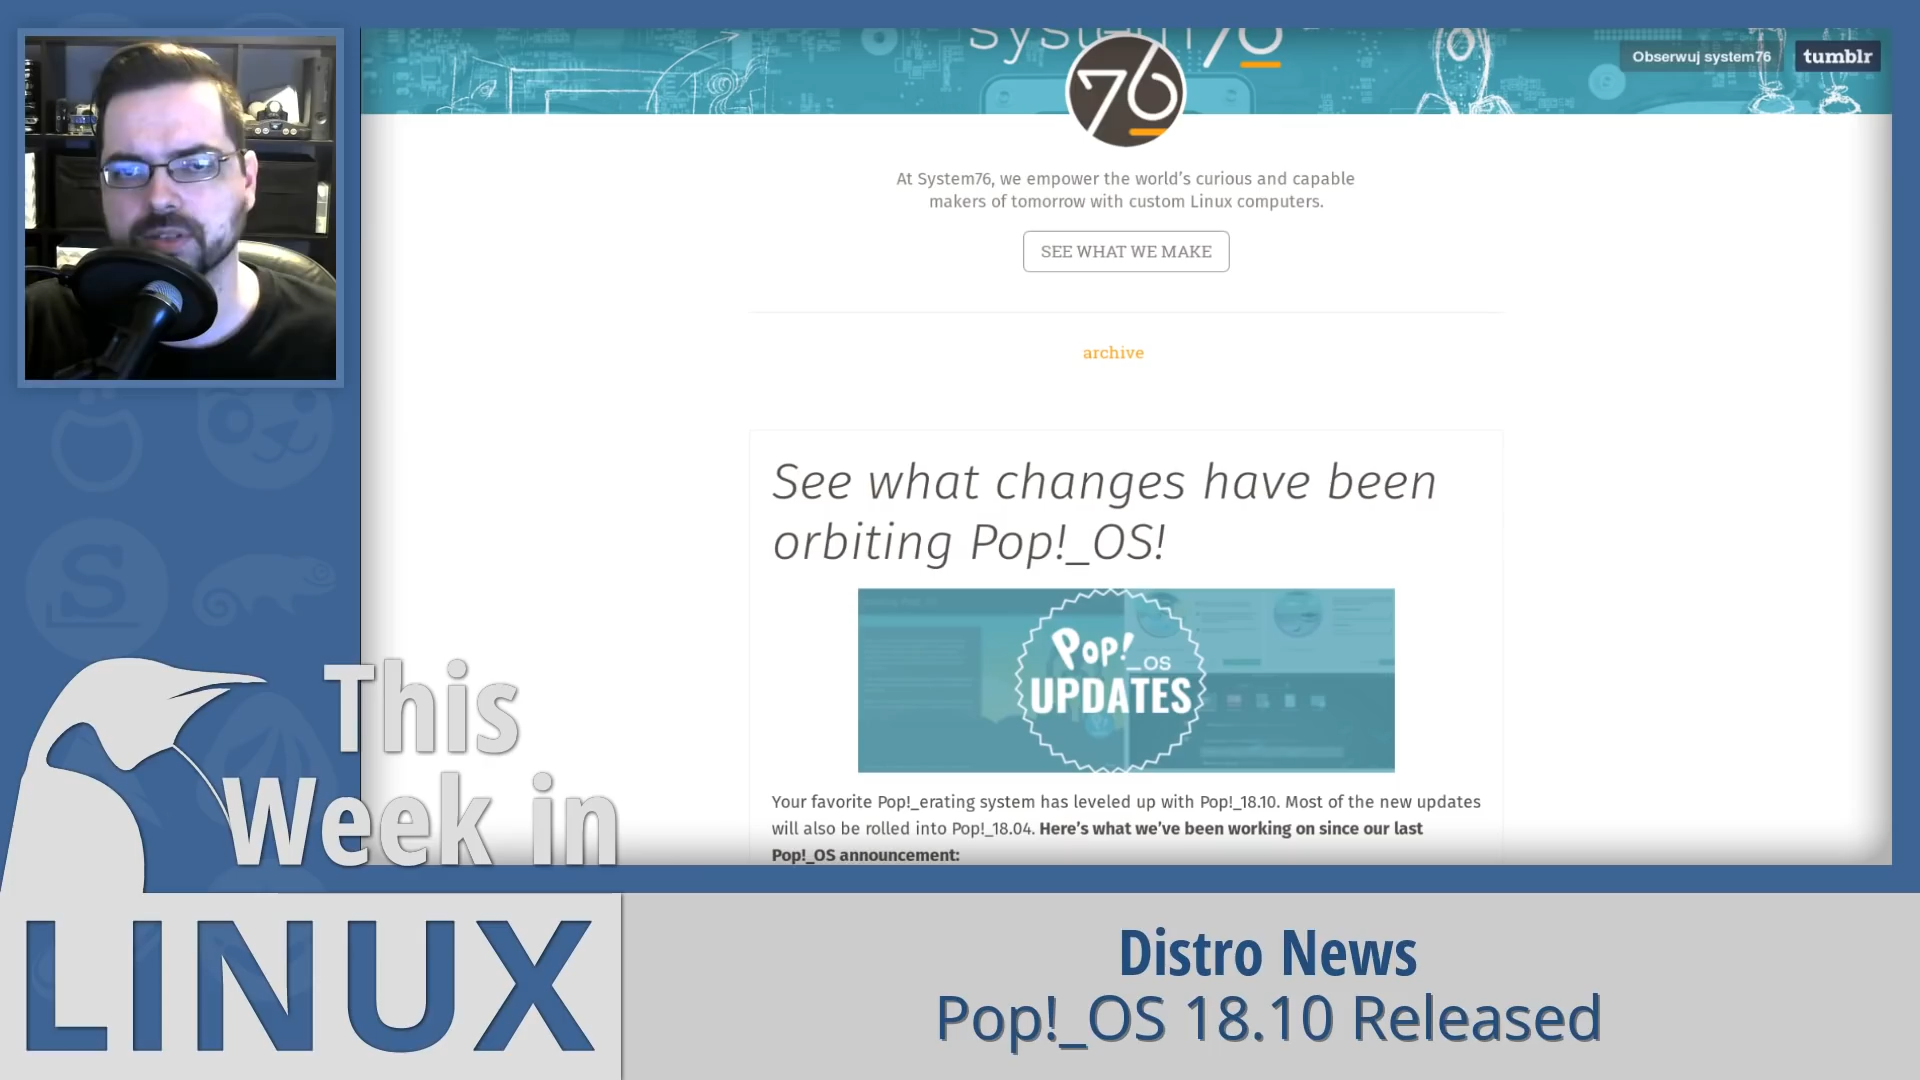 system76
76
Obserwuj system76
tumblr
At System76, we empower the world's curious and capable
makers of tomorrow with custom Linux computers.
SEE WHAT WE MAKE
archive
See what changes have been
orbiting Pop!_OS!
Pop!_OS
UPDATES
Your favorite Pop!_erating system has leveled up with Pop!_18.10. Most of the new updates
will also be rolled into Pop!_18.04. Here's what we've been working on since our last
Pop!_OS announcement:
S
This
Week in
LINUX
Distro News
Pop!_OS 18.10 Released